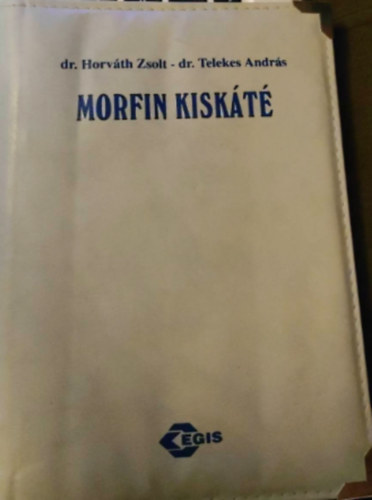 dr. Horváth Zsolt - dr. Telekes András
MORFIN KISKÁTÉ
EGIS